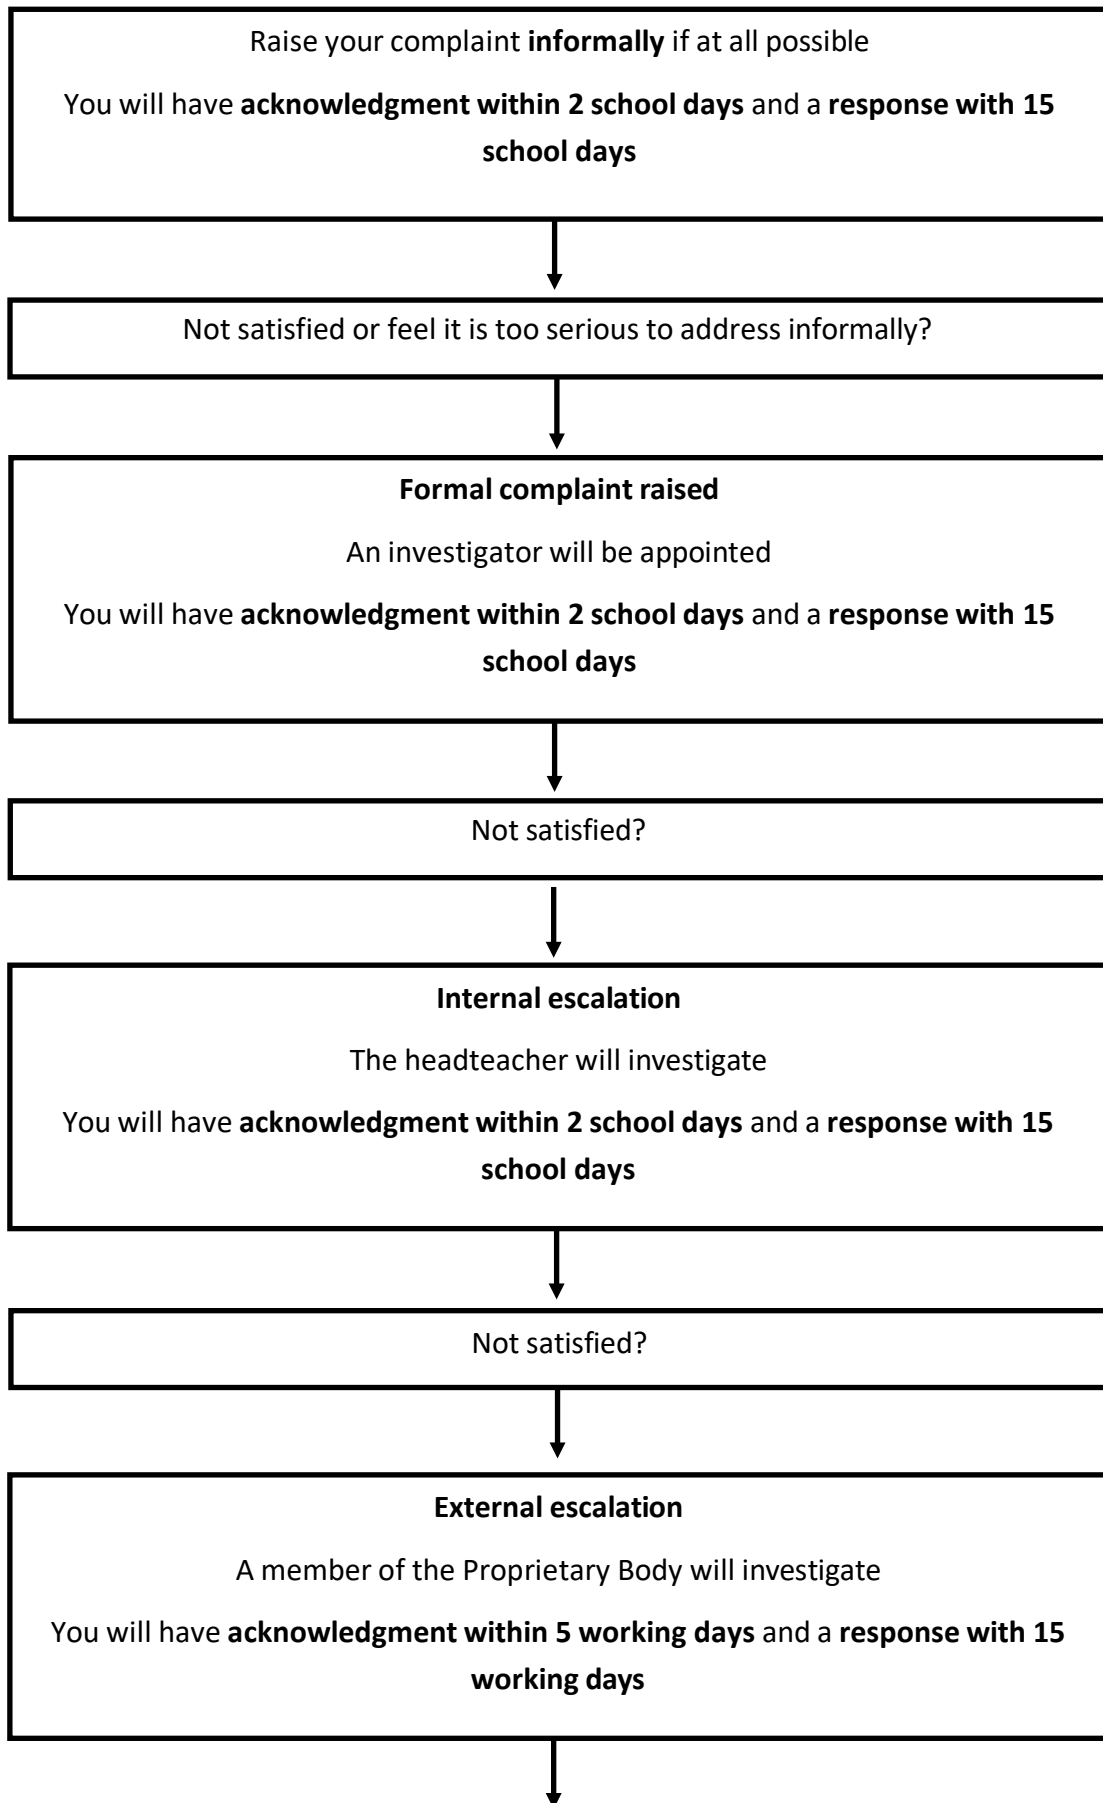 Raise your complaint informally if at all possible
You will have acknowledgment within 2 school days and a response with 15
school days
Not satisfied or feel it is too serious to address informally?
Formal complaint raised
An investigator will be appointed
You will have acknowledgment within 2 school days and a response with 15
school days
Not satisfied?
Internal escalation
The headteacher will investigate
You will have acknowledgment within 2 school days and a response with 15
school days
Not satisfied?
External escalation
A member of the Proprietary Body will investigate
You will have acknowledgment within 5 working days and a response with 15
working days